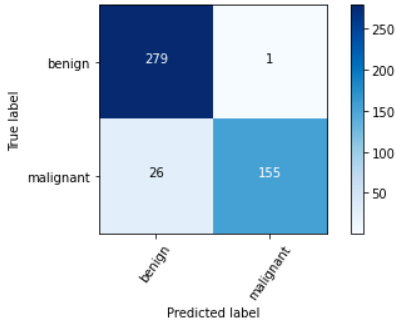 benign
279
1
malignant
26
155
benign
malignant
Predicted label
True label
250
200
150
100
50